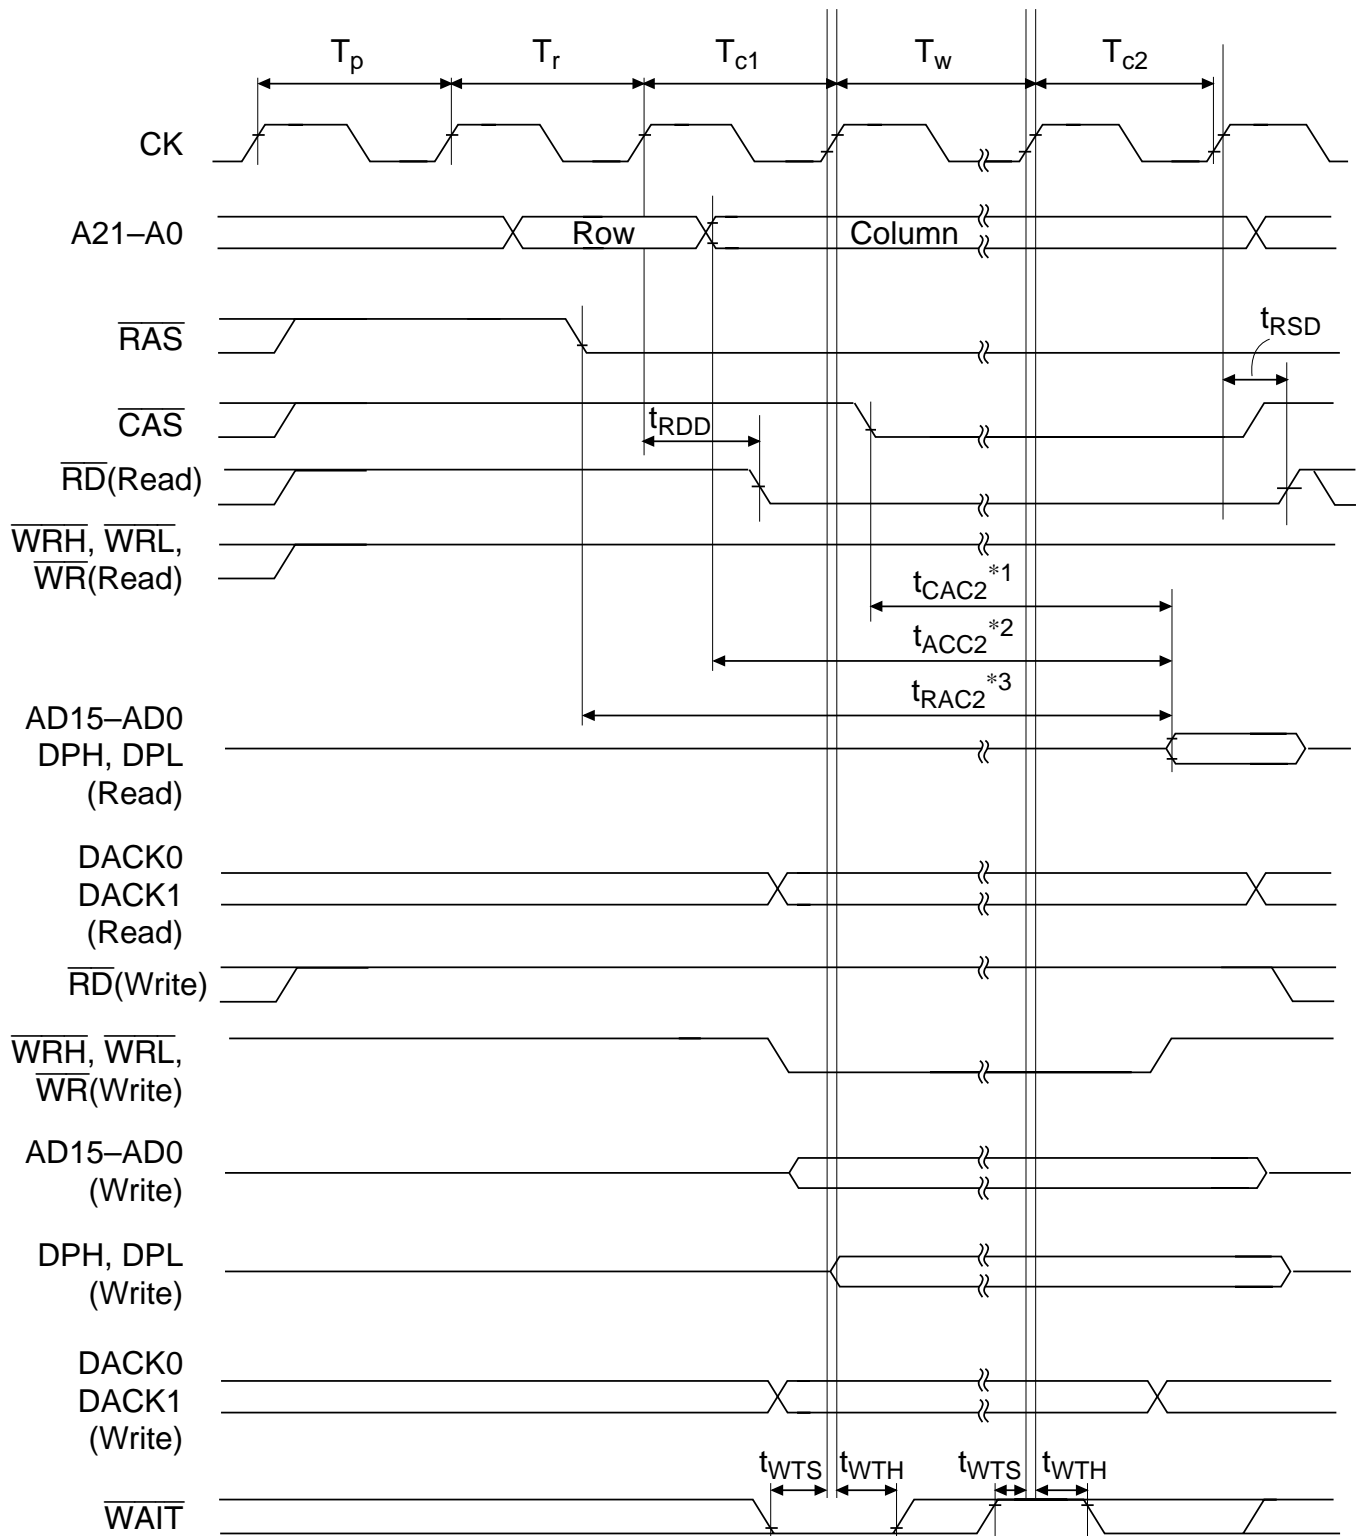 Tp Tr Tc1 Tw Tc2
CK
A21–A0 Row Column
RAS tRSD
CAS tRDD
RD(Read)
WRH, WRL,
WR(Read)
tCAC2*1
tACC2*2
tRAC2*3
AD15–AD0
DPH, DPL
(Read)
DACK0
DACK1
(Read)
RD(Write)
WRH, WRL,
WR(Write)
AD15–AD0
(Write)
DPH, DPL
(Write)
DACK0
DACK1
(Write)
tWTS tWTH tWTS tWTH
WAIT